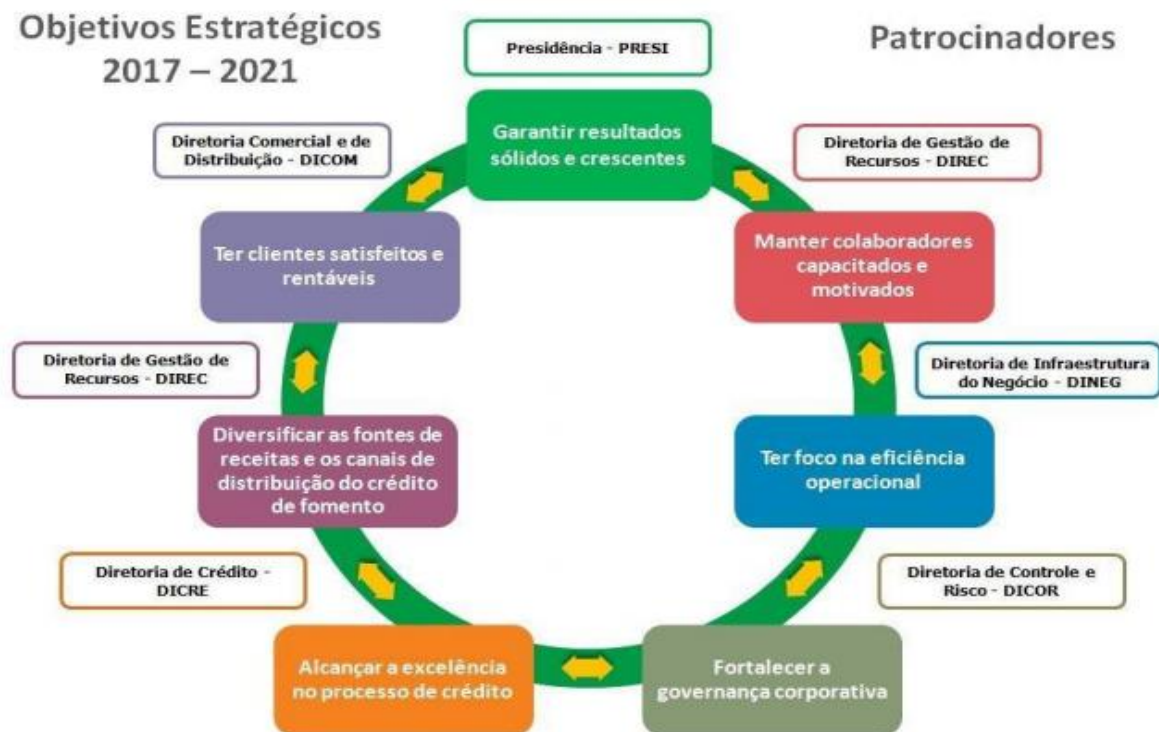 Objetivos Estratégicos
2017 – 2021
Patrocinadores
Presidência - PRESI
Garantir resultados
sólidos e crescentes
Diretoria Comercial e de
Distribuição - DICOM
Diretoria de Gestão de
Recursos - DIREC
Ter clientes satisfeitos e
rentáveis
Manter colaboradores
capacitados e
motivados
Diretoria de Gestão de
Recursos - DIREC
Diretoria de Infraestrutura
do Negócio - DINEG
Diversificar as fontes de
receitas e os canais de
distribuição do crédito
de fomento
Ter foco na eficiência
operacional
Diretoria de Crédito -
DICRE
Diretoria de Controle e
Risco - DICOR
Alcançar a excelência
no processo de crédito
Fortalecer a
governança corporativa